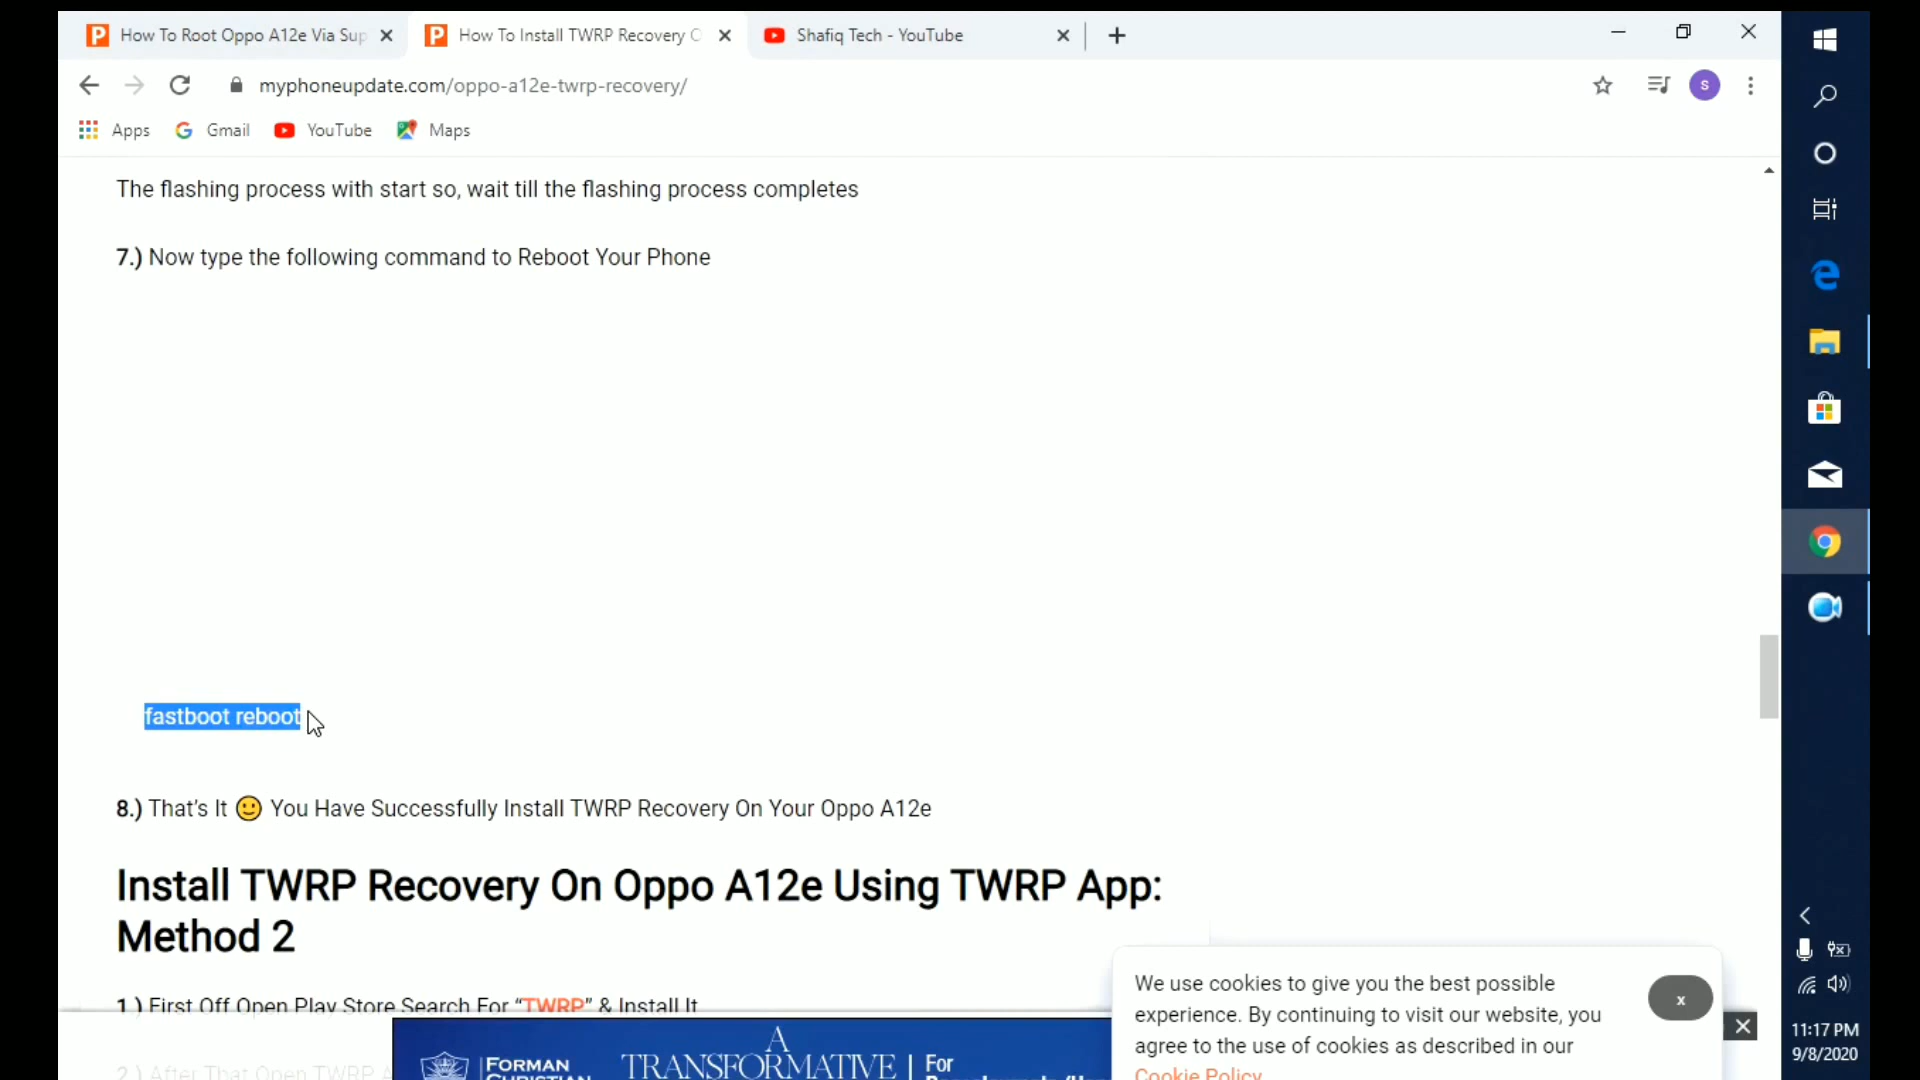 How To Root Oppo A12e Via Sup
How To Install TWRP Recovery O
Shafiq Tech - YouTube
myphoneupdate.com/oppo-a12e-twrp-recovery/
S
Apps
Gmail
YouTube
Maps
The flashing process with start so, wait till the flashing process completes
7.) Now type the following command to Reboot Your Phone
fastboot reboot
8.) That's It 🙂 You Have Successfully Install TWRP Recovery On Your Oppo A12e
Install TWRP Recovery On Oppo A12e Using TWRP App:
Method 2
1.) First Off Open Play Store Search For “TWRP” & Install It
2.) After That Open TWRP A
FORMAN
CHRISTIAN
A
TRANSFORMATIVE
For
We use cookies to give you the best possible
experience. By continuing to visit our website, you
agree to the use of cookies as described in our
Cookie Policy
x
11:17 PM
9/8/2020